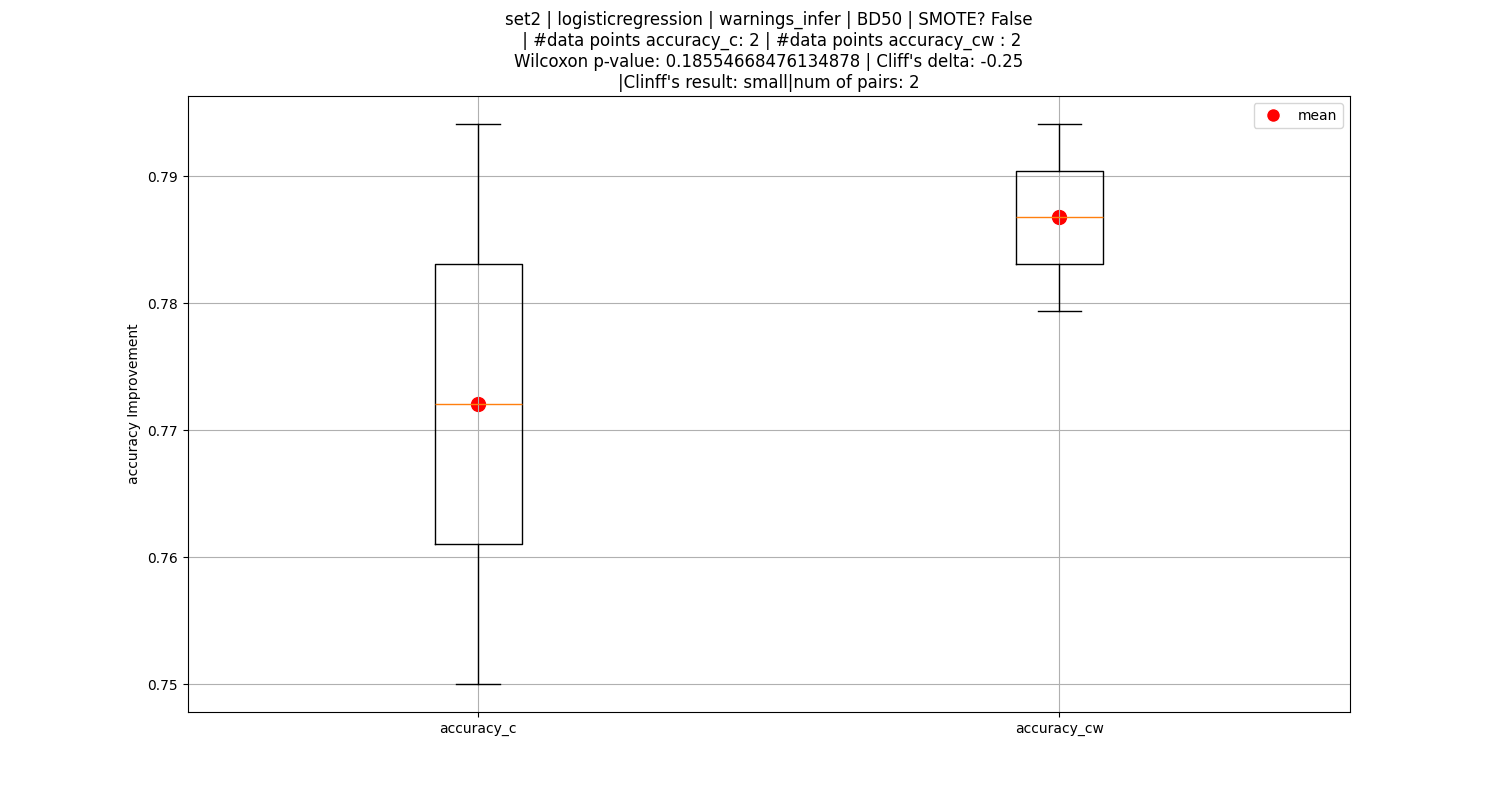 set2 | logisticregression | warnings_infer | BD50 | SMOTE? False
| #data points accuracy_c: 2 | #data points accuracy_cw : 2
Wilcoxon p-value: 0.18554668476134878 | Cliff's delta: -0.25
|Clinff's result: small|num of pairs: 2
mean
accuracy Improvement
0.79
0.78
0.77
0.76
0.75
accuracy_c
accuracy_cw